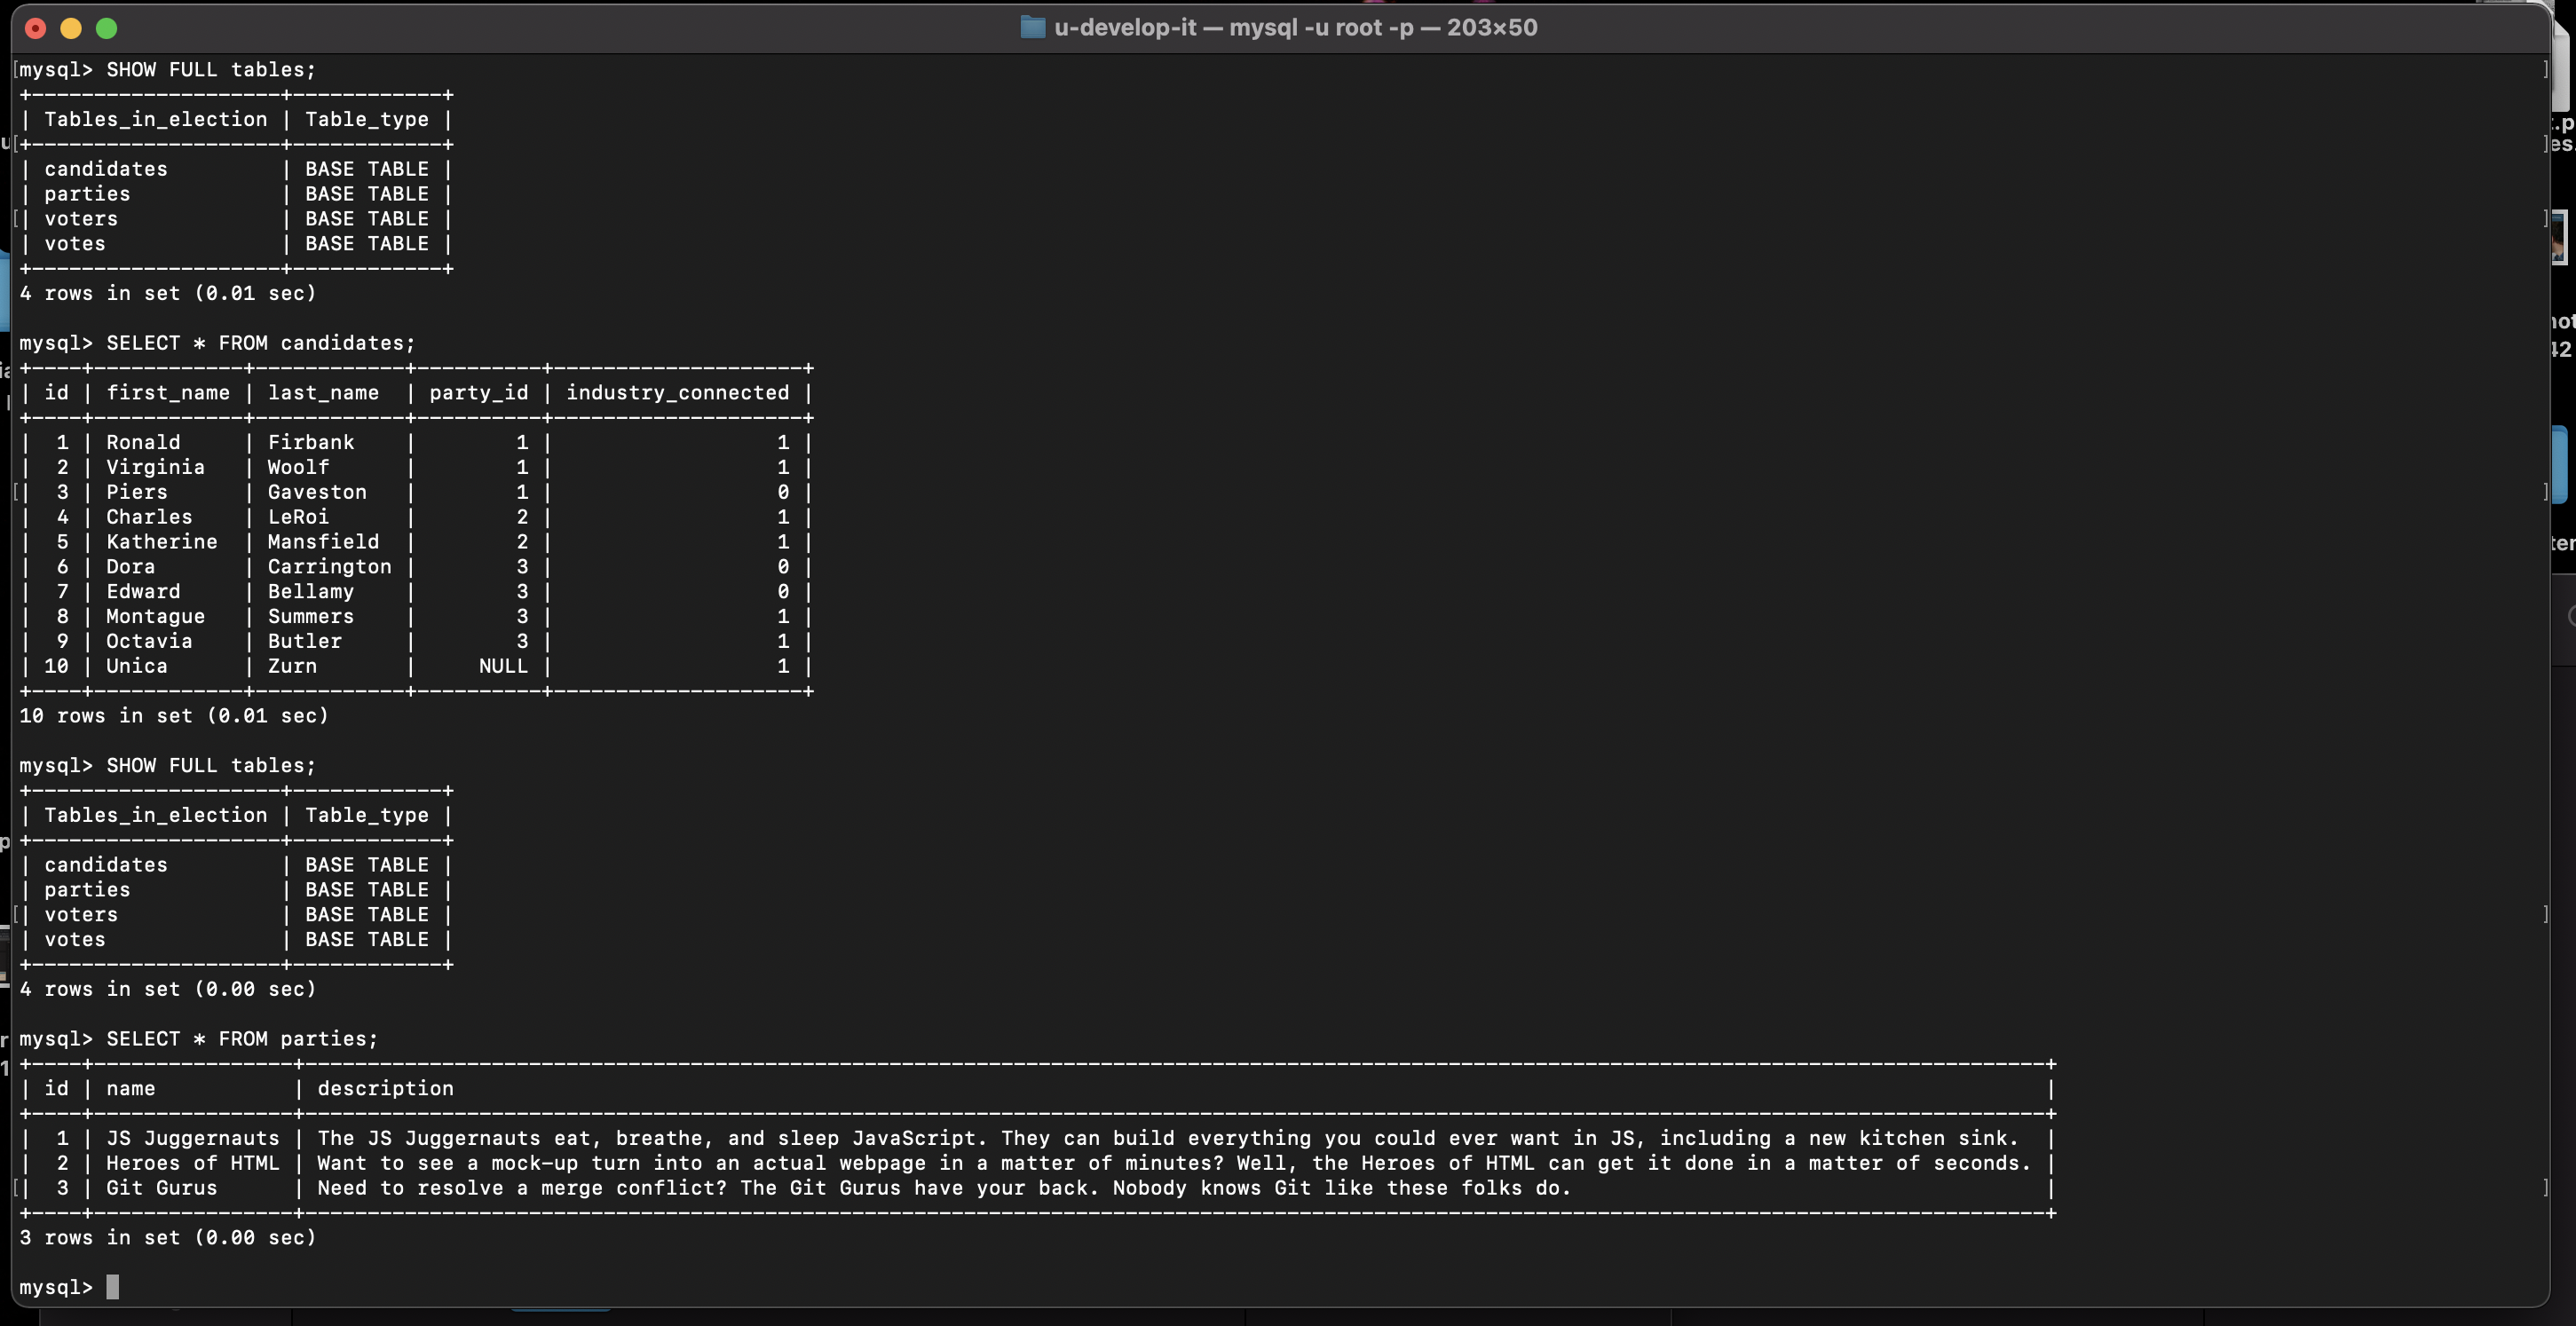 u-develop-it — mysql -u root -p — 203×50
mysql> SHOW FULL tables;
+--------------------+------------+
| Tables_in_election | Table_type |
+--------------------+------------+
| candidates         | BASE TABLE |
| parties            | BASE TABLE |
| voters             | BASE TABLE |
| votes              | BASE TABLE |
+--------------------+------------+
4 rows in set (0.01 sec)
mysql> SELECT * FROM candidates;
+----+------------+------------+----------+--------------------+
| id | first_name | last_name  | party_id | industry_connected |
+----+------------+------------+----------+--------------------+
|  1 | Ronald     | Firbank    |        1 |                  1 |
|  2 | Virginia   | Woolf      |        1 |                  1 |
|  3 | Piers      | Gaveston   |        1 |                  0 |
|  4 | Charles    | LeRoi      |        2 |                  1 |
|  5 | Katherine  | Mansfield  |        2 |                  1 |
|  6 | Dora       | Carrington |        3 |                  0 |
|  7 | Edward     | Bellamy    |        3 |                  0 |
|  8 | Montague   | Summers    |        3 |                  1 |
|  9 | Octavia    | Butler     |        3 |                  1 |
| 10 | Unica      | Zurn       |     NULL |                  1 |
+----+------------+------------+----------+--------------------+
10 rows in set (0.01 sec)
mysql> SHOW FULL tables;
+--------------------+------------+
| Tables_in_election | Table_type |
+--------------------+------------+
| candidates         | BASE TABLE |
| parties            | BASE TABLE |
| voters             | BASE TABLE |
| votes              | BASE TABLE |
+--------------------+------------+
4 rows in set (0.00 sec)
mysql> SELECT * FROM parties;
| id | name           | description |
|  1 | JS Juggernauts | The JS Juggernauts eat, breathe, and sleep JavaScript. They can build everything you could ever want in JS, including a new kitchen sink. |
|  2 | Heroes of HTML | Want to see a mock-up turn into an actual webpage in a matter of minutes? Well, the Heroes of HTML can get it done in a matter of seconds. |
|  3 | Git Gurus      | Need to resolve a merge conflict? The Git Gurus have your back. Nobody knows Git like these folks do. |
3 rows in set (0.00 sec)
mysql>